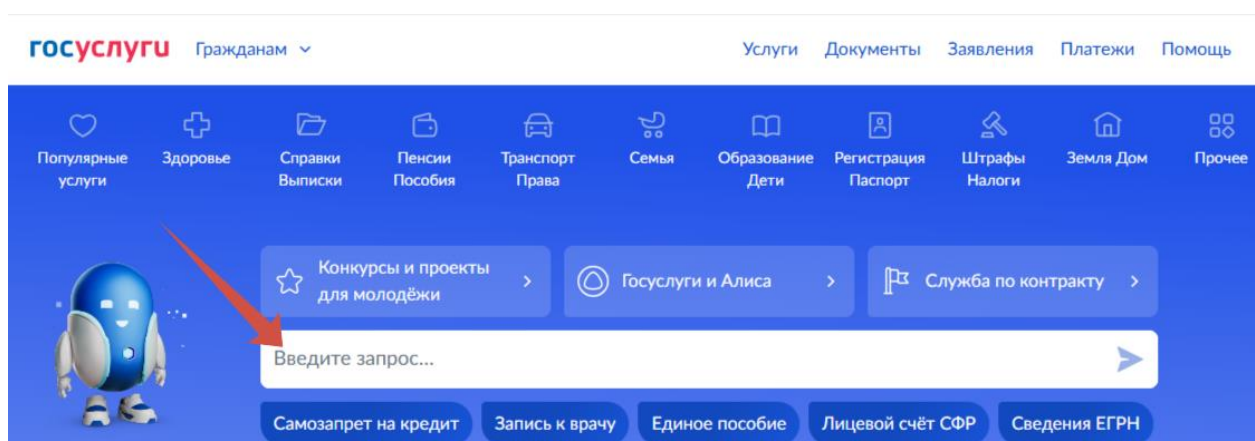 госуслуги Гражданам Услуги Документы Заявления Платежи Помощь
Популярные услуги
Здоровье
Справки Выписки
Пенсии Пособия
Транспорт Права
Семья
Образование Дети
Регистрация Паспорт
Штрафы Налоги
Земля Дом
Прочее
Конкурсы и проекты
для молодёжи
Госуслуги и Алиса
Служба по контракту
Введите запрос...
Самозапрет на кредит Запись к врачу Единое пособие Лицевой счёт СФР Сведения ЕГРН